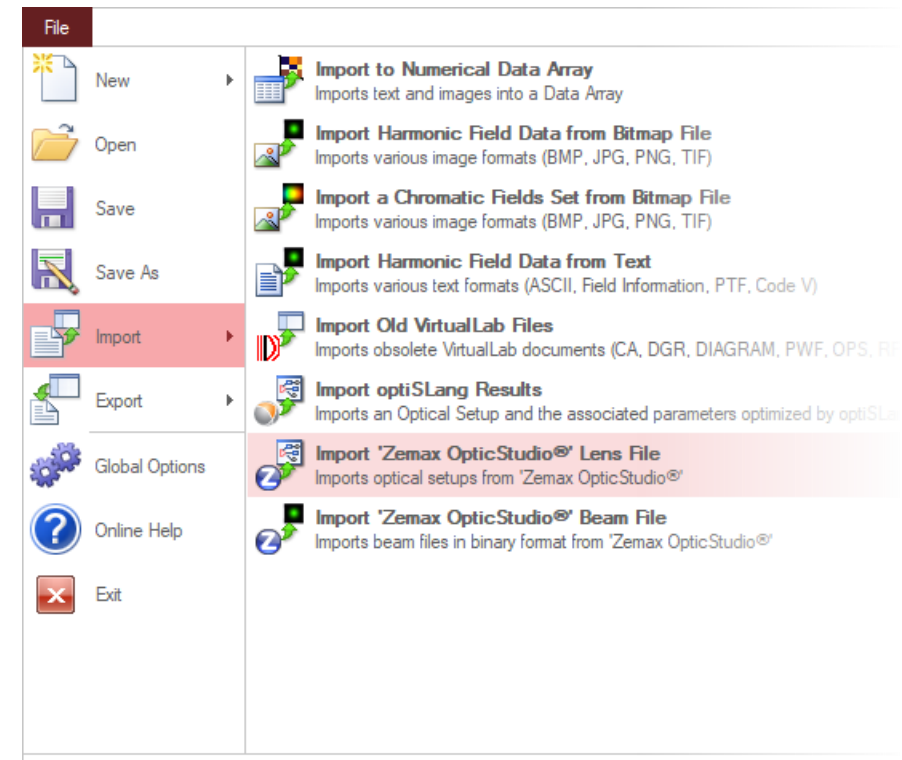 File
New
Open
Save
Save As
Import
Export
Global Options
Online Help
Exit
Import to Numerical Data Array
Imports text and images into a Data Array
Import Harmonic Field Data from Bitmap File
Imports various image formats (BMP, JPG, PNG, TIF)
Import a Chromatic Fields Set from Bitmap File
Imports various image formats (BMP, JPG, PNG, TIF)
Import Harmonic Field Data from Text
Imports various text formats (ASCII, Field Information, PTF, Code V)
Import Old VirtualLab Files
Imports obsolete VirtualLab documents (CA, DGR, DIAGRAM, PWF, OPS,
Import optiSLang Results
Imports an Optical Setup and the associated parameters optimized by
Import 'Zemax OpticStudio®' Lens File
Imports optical setups from 'Zemax OpticStudio®'
Import 'Zemax OpticStudio®' Beam File
Imports beam files in binary format from 'Zemax OpticStudio®'